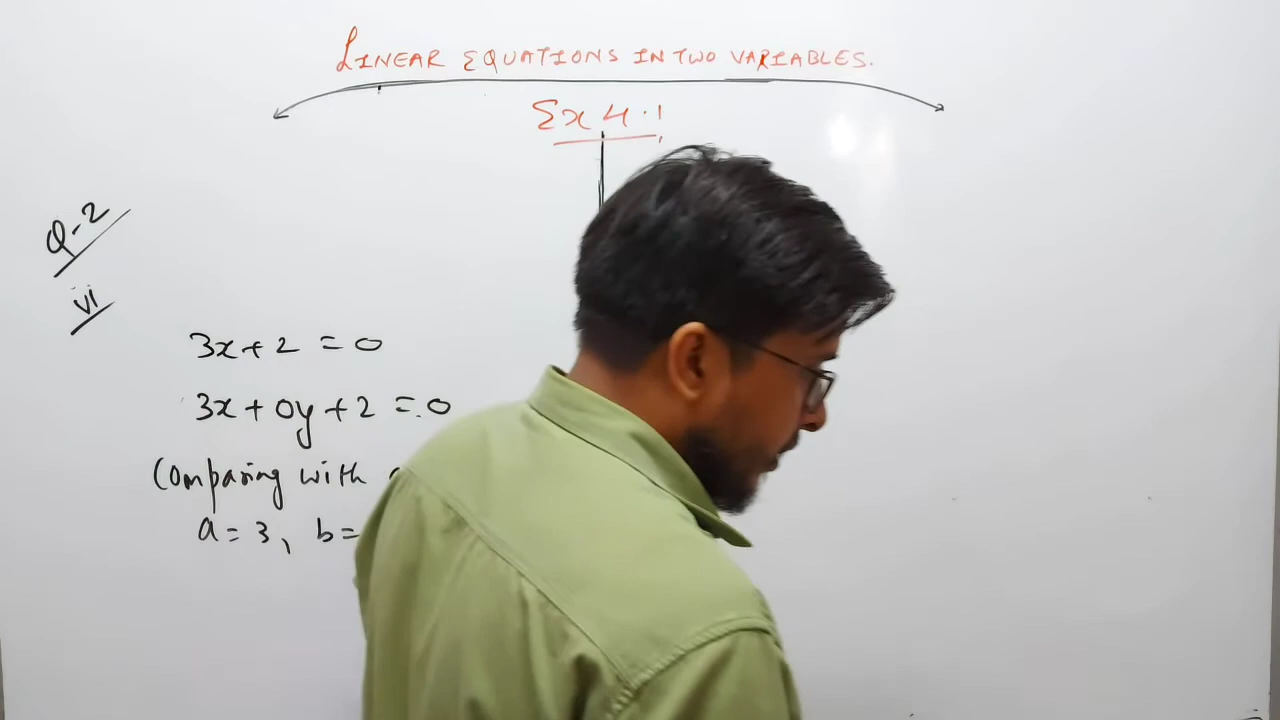 LINEAR EQUATIONS IN TWO VARIABLES.
Ex 4.1
Q-2
vi
3x+2 =0
3x+0y+2 =0
Comparing with
a=3, b=